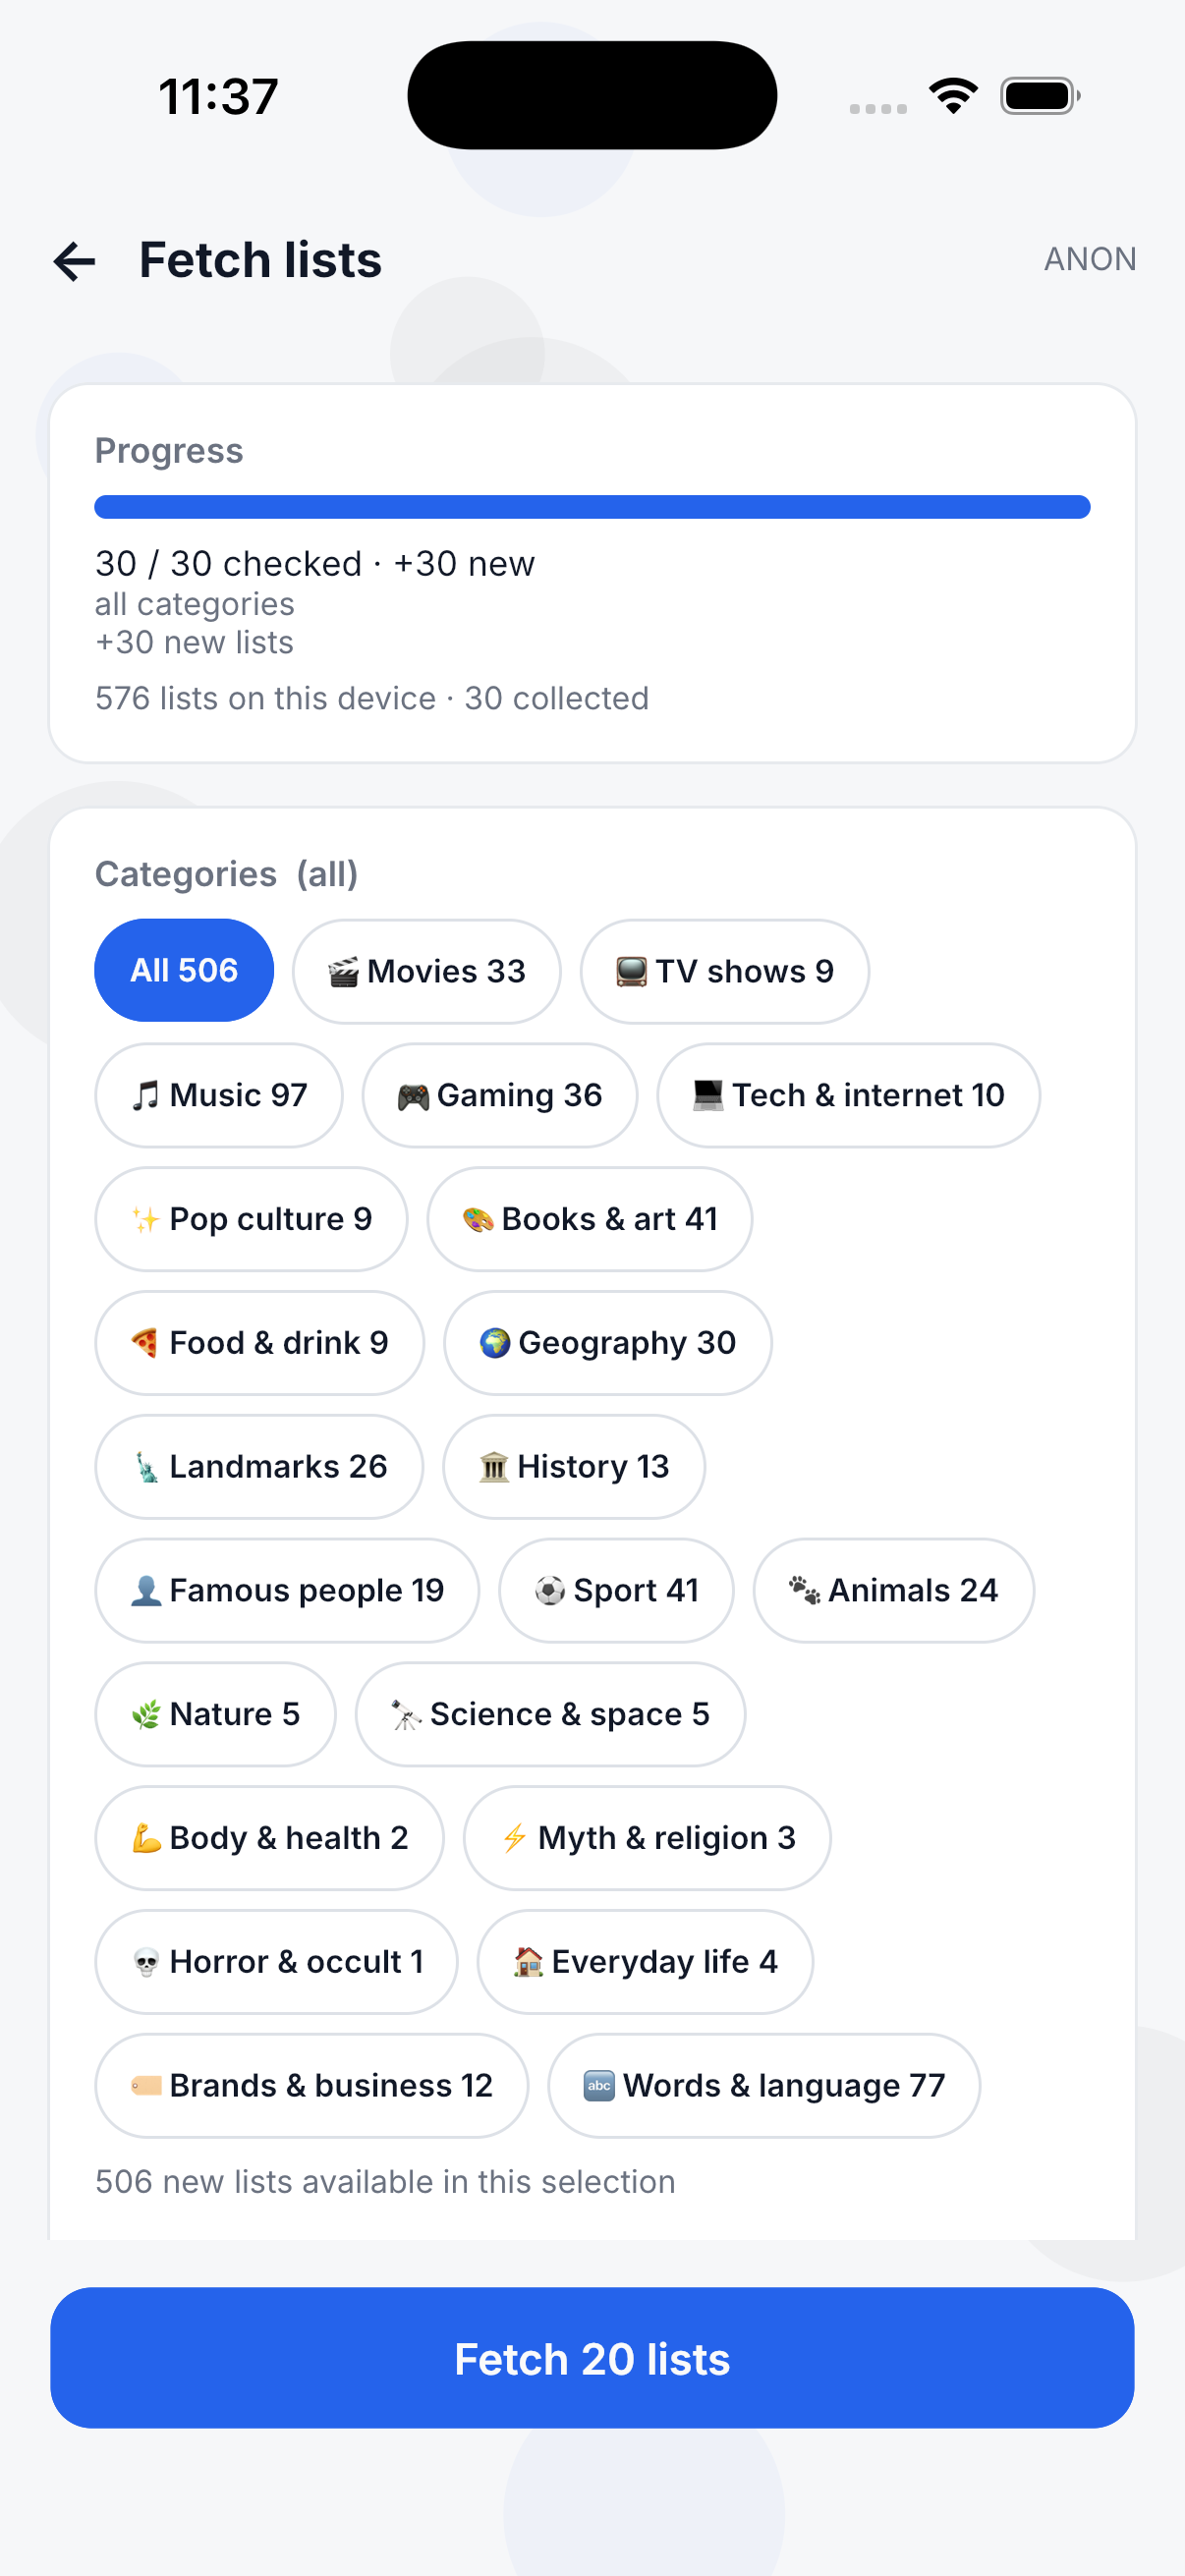 11:37
Fetch lists
ANON
Progress
30 / 30 checked · +30 new
all categories
+30 new lists
576 lists on this device · 30 collected
Categories (all)
All 506
🎬 Movies 33
📺 TV shows 9
🎵 Music 97
🎮 Gaming 36
💻 Tech & internet 10
✨ Pop culture 9
🎨 Books & art 41
🍕 Food & drink 9
🌍 Geography 30
🗽 Landmarks 26
🏛️ History 13
👤 Famous people 19
⚽ Sport 41
🐾 Animals 24
🌿 Nature 5
🔭 Science & space 5
💪 Body & health 2
⚡ Myth & religion 3
💀 Horror & occult 1
🏠 Everyday life 4
🏷️ Brands & business 12
🔤 Words & language 77
506 new lists available in this selection
Fetch 20 lists